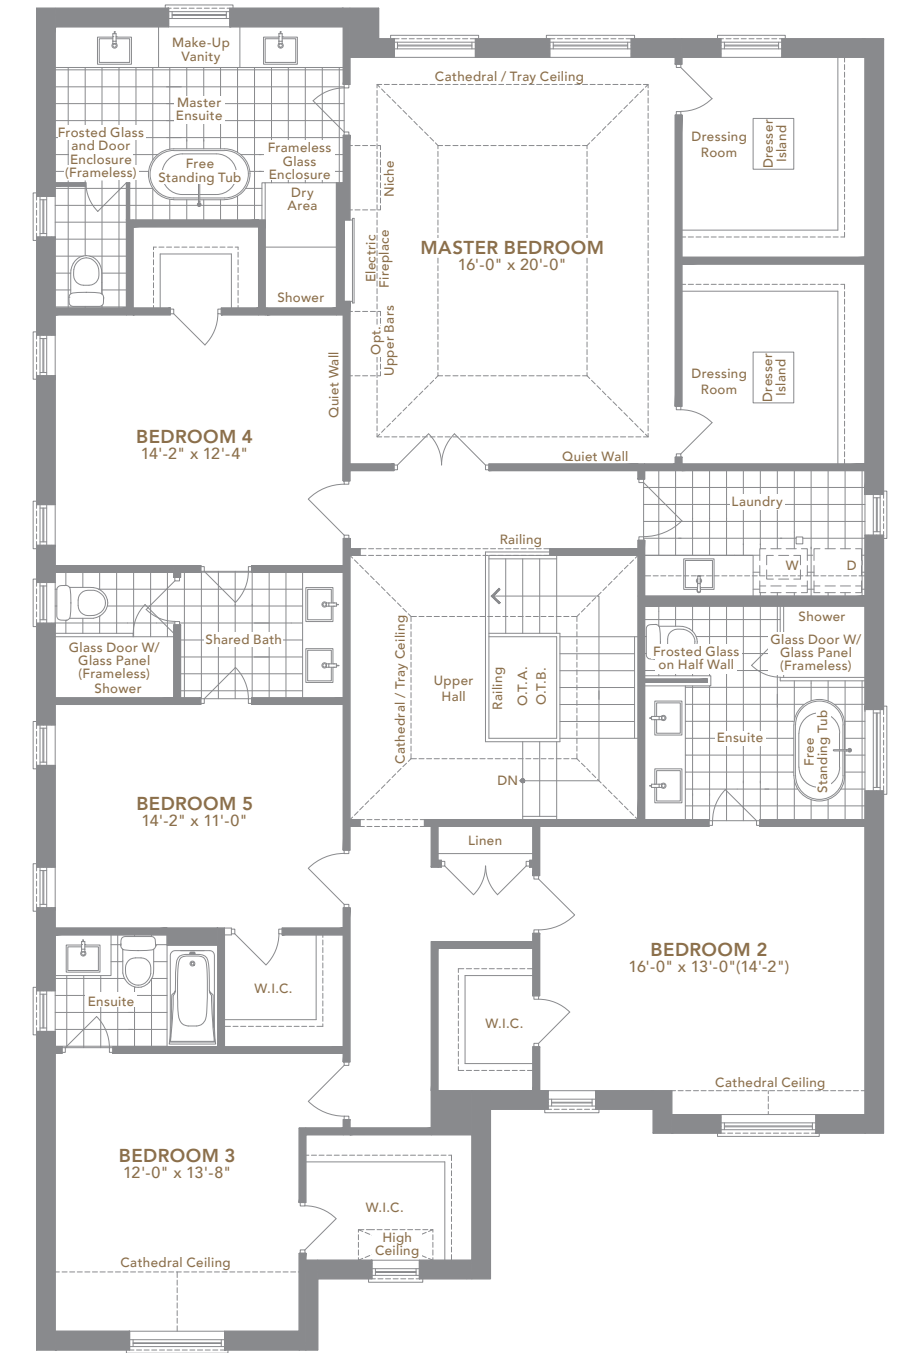 Make-Up
Vanity
Cathedral / Tray Ceiling
Master
Ensuite
Frosted Glass
and Door
Enclosure
(Frameless)
Free
Standing Tub
Frameless
Glass
Enclosure
Dry
Area
Shower
Niche
Electric
Fireplace
Opt.
Upper Bars
MASTER BEDROOM
16'-0" x 20'-0"
Dressing
Room
Dresser
Island
Dressing
Room
Dresser
Island
Quiet Wall
BEDROOM 4
14'-2" x 12'-4"
Quiet Wall
Laundry
W
D
Railing
Shared Bath
Glass Door W/
Glass Panel
(Frameless)
Shower
Cathedral / Tray Ceiling
Upper
Hall
Railing
O.T.A.
O.T.B.
DN
Shower
Glass Door W/
Glass Panel
(Frameless)
Frosted Glass
on Half Wall
Ensuite
Free
Standing Tub
BEDROOM 5
14'-2" x 11'-0"
Linen
BEDROOM 2
16'-0" x 13'-0"(14'-2")
W.I.C.
Ensuite
W.I.C.
Cathedral Ceiling
BEDROOM 3
12'-0" x 13'-8"
W.I.C.
High
Ceiling
Cathedral Ceiling